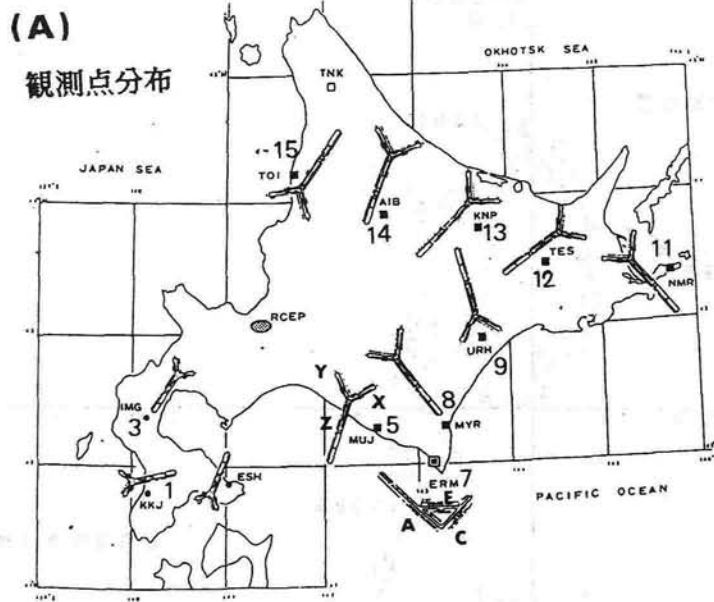 (A)
観測点分布
OKHOTSK SEA
TNK
JAPAN SEA
15
TOI
AIB
14
KNP
13
TES
12
11
NMR
RCEP
URH
9
IMG
3
Y
X
Z
MUJ
5
8
MYR
ESH
1
KKJ
ERM 7
E
A
C
PACIFIC OCEAN